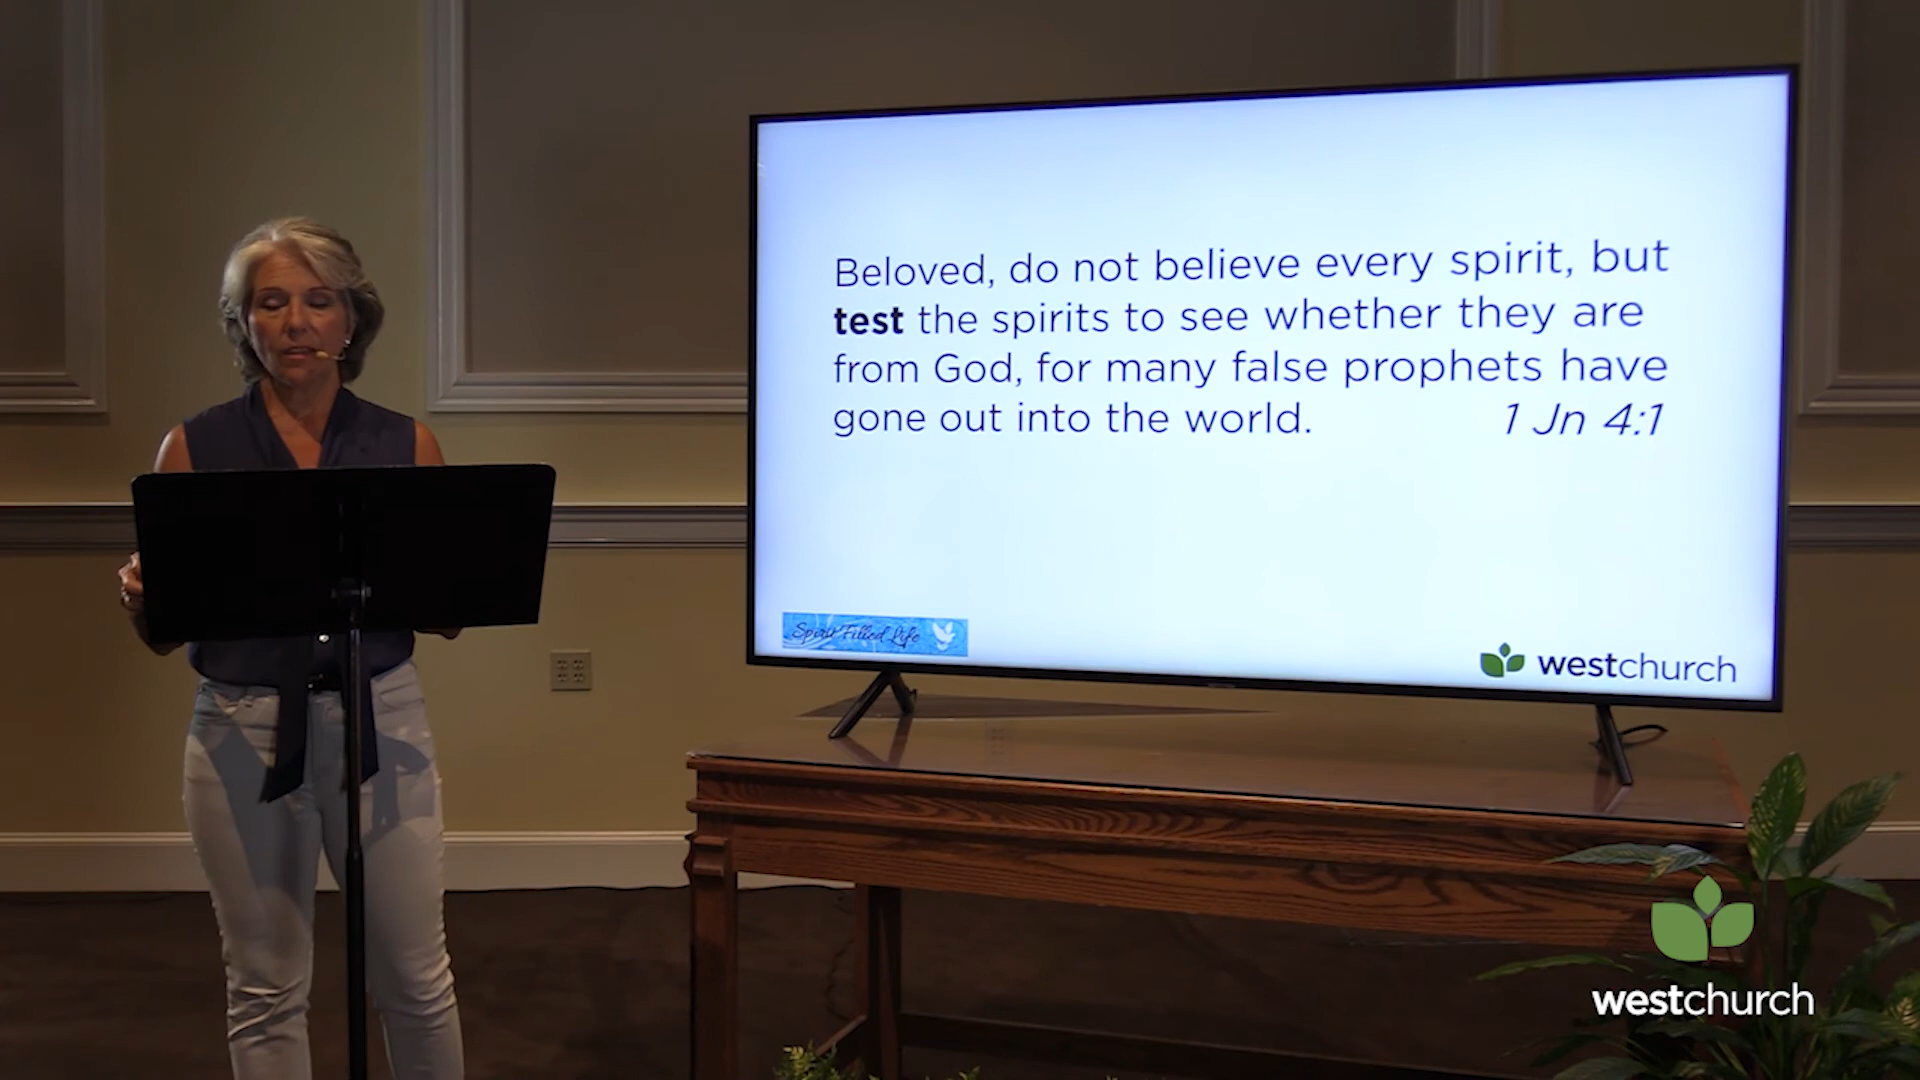 Beloved, do not believe every spirit, but
test the spirits to see whether they are
from God, for many false prophets have
gone out into the world. 1 Jn 4:1
Spirit Filled Life
westchurch
westchurch